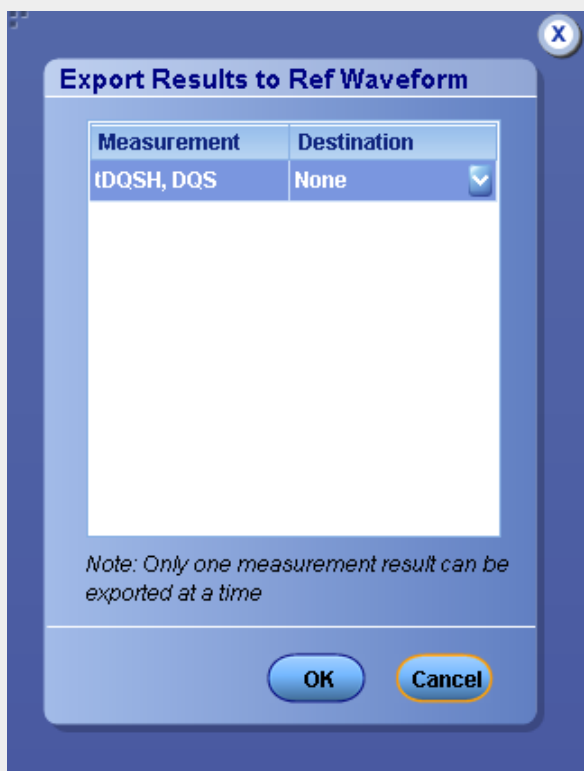 X
Export Results to Ref Waveform
Measurement Destination
tDQSH, DQS None
Note: Only one measurement result can be
exported at a time
OK Cancel